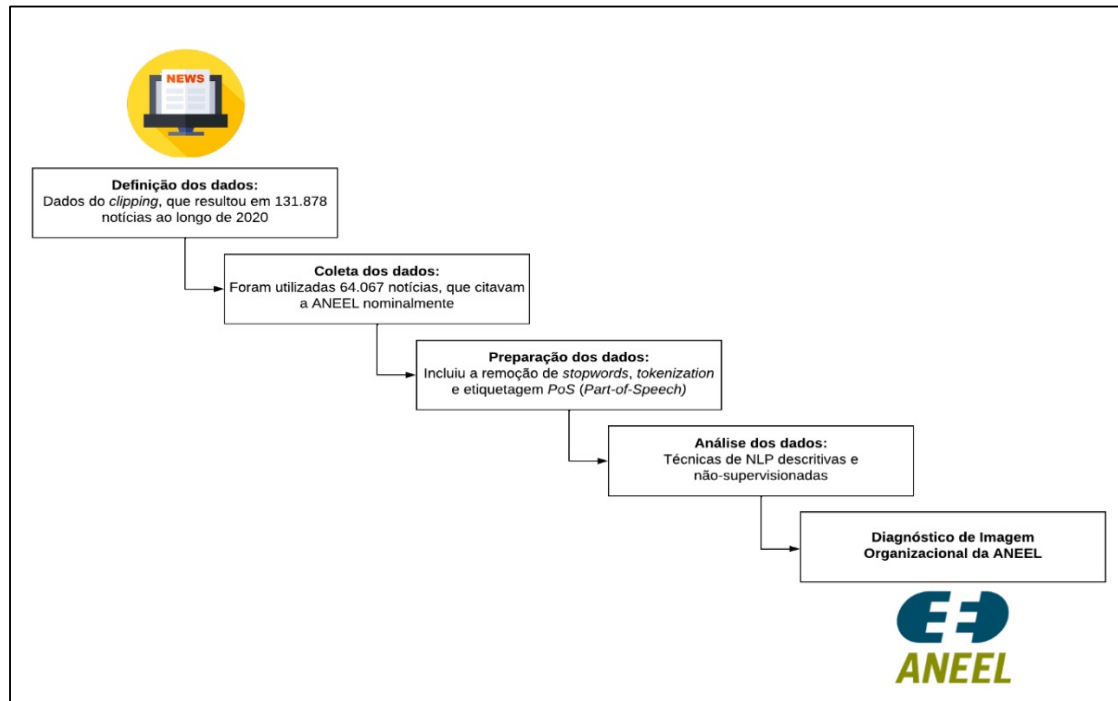 NEWS
Definição dos dados:
Dados do clipping, que resultou em 131.878
notícias ao longo de 2020
Coleta dos dados:
Foram utilizadas 64.067 notícias, que citavam
a ANEEL nominalmente
Preparação dos dados:
Incluiu a remoção de stopwords, tokenization
e etiquetagem PoS (Part-of-Speech)
Análise dos dados:
Técnicas de NLP descritivas e
não-supervisionadas
Diagnóstico de Imagem
Organizacional da ANEEL
ANEEL